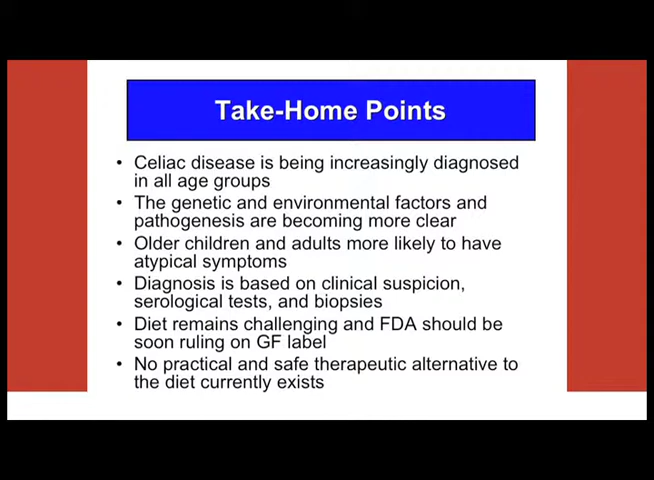 Take-Home Points
• Celiac disease is being increasingly diagnosed
in all age groups
• The genetic and environmental factors and
pathogenesis are becoming more clear
• Older children and adults more likely to have
atypical symptoms
• Diagnosis is based on clinical suspicion,
serological tests, and biopsies
• Diet remains challenging and FDA should be
soon ruling on GF label
• No practical and safe therapeutic alternative to
the diet currently exists